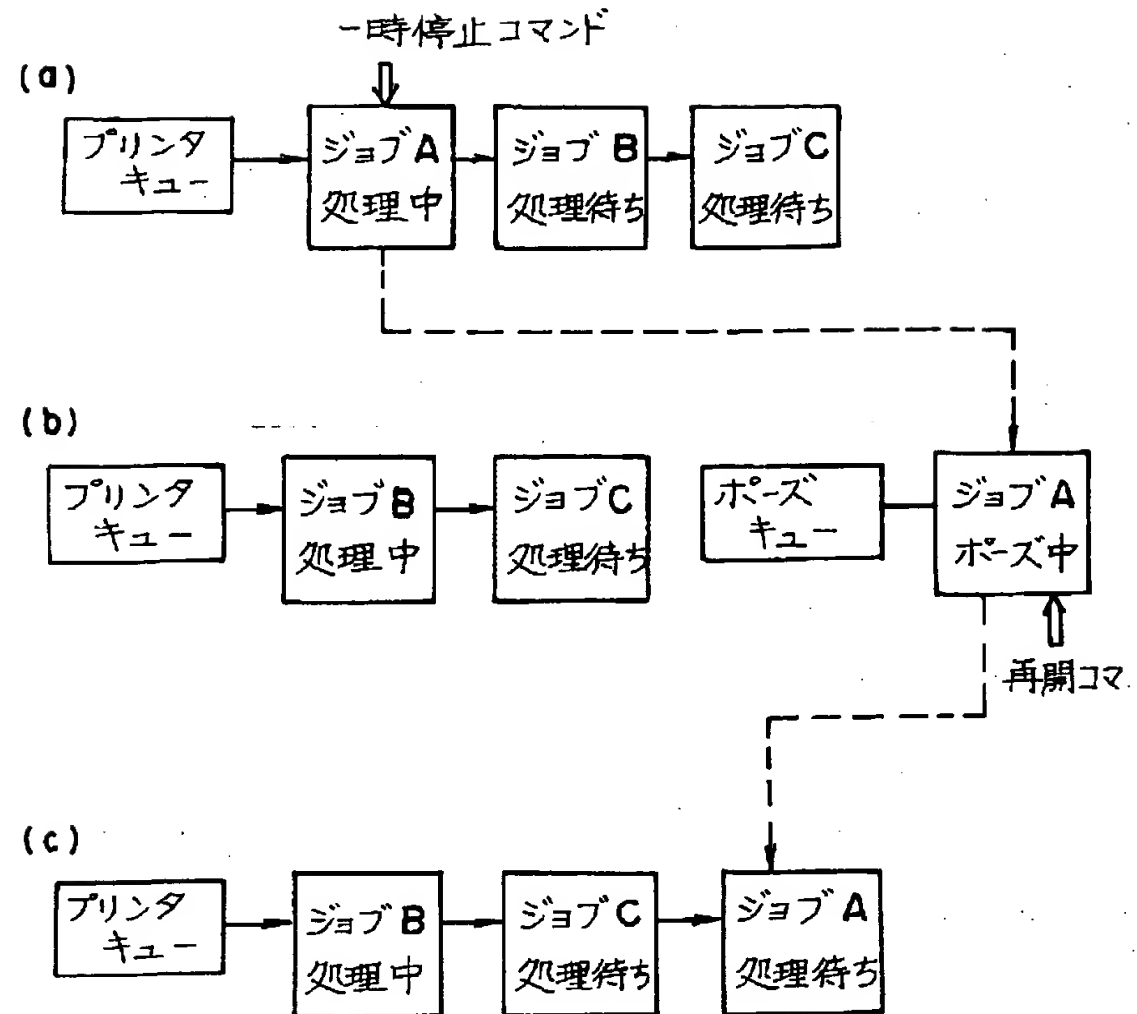 一時停止コマンド
(a)
プリンタ
キュー
ジョブA
処理中
ジョブB
処理待ち
ジョブC
処理待ち
(b)
プリンタ
キュー
ジョブB
処理中
ジョブC
処理待ち
ポーズ
キュー
ジョブA
ポーズ中
再開コマ
(c)
プリンタ
キュー
ジョブB
処理中
ジョブC
処理待ち
ジョブA
処理待ち